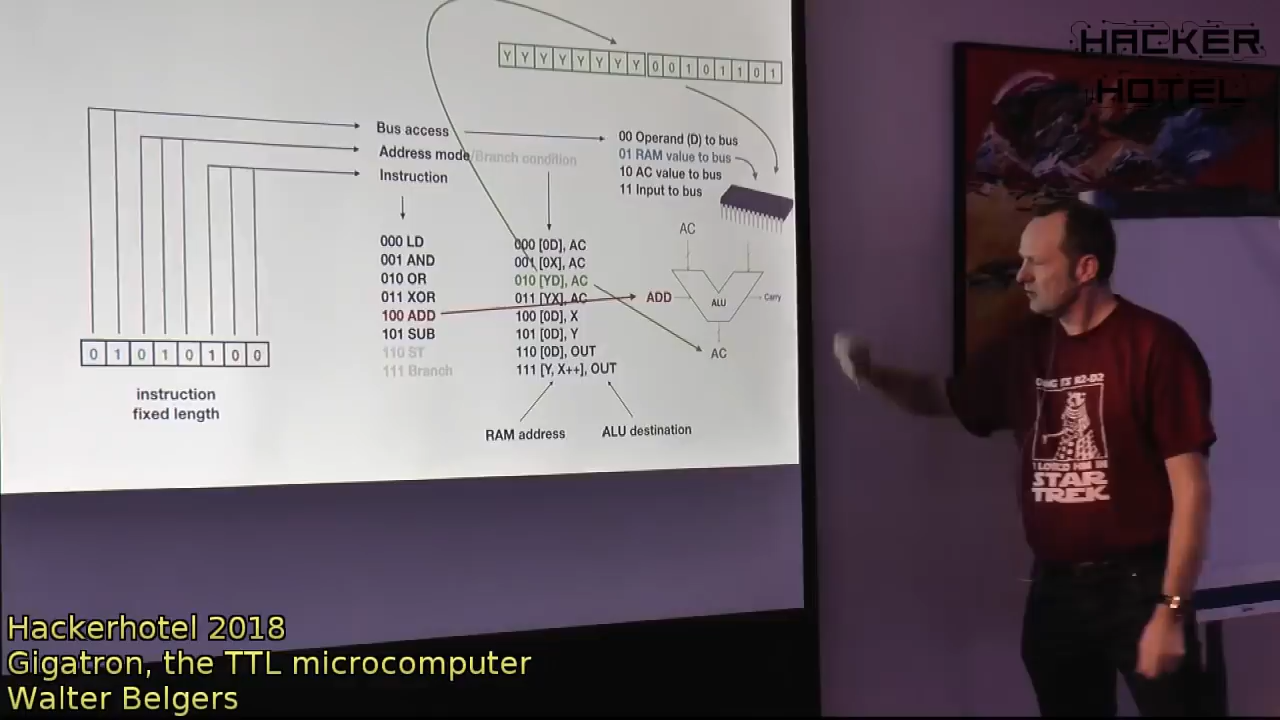 YYYYYYYY00101101
Bus access
Address mode/Branch condition
Instruction
00 Operand (D) to bus
01 RAM value to bus
10 AC value to bus
11 Input to bus
000 LD
001 AND
010 OR
011 XOR
100 ADD
101 SUB
110 ST
111 Branch
000 [0D], AC
001 [0X], AC
010 [YD], AC
011 [YX], AC
100 [0D], X
101 [0D], Y
110 [0D], OUT
111 [Y, X++], OUT
AC
ADD
ALU
Carry
AC
01010100
instruction
fixed length
RAM address
ALU destination
HACKER
HOTEL
I LOVED HIM IN
STAR
TREK
Hackerhotel 2018
Gigatron, the TTL microcomputer
Walter Belgers